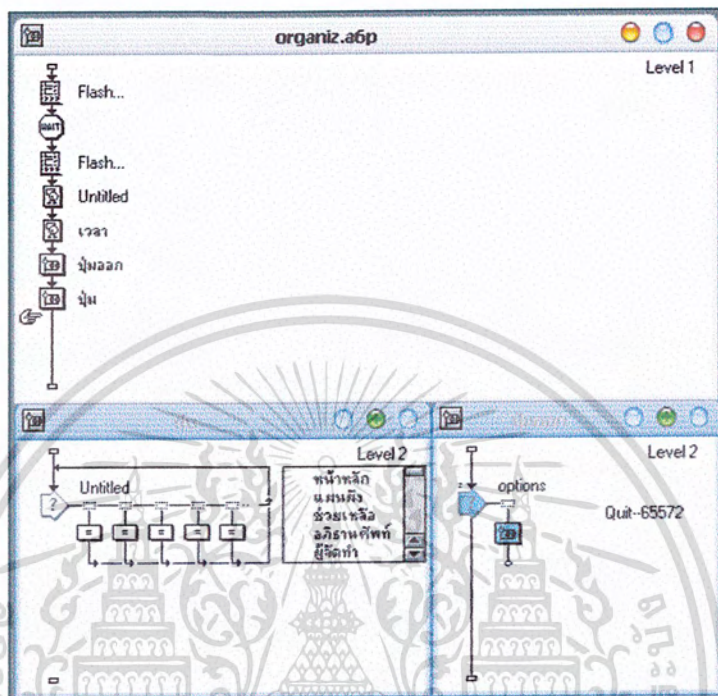 organiz.a6p
Level 1
Flash...
WAIT
Flash...
Untitled
เวลา
ปุ่มออก
ปุ่ม
Level 2
Untitled
หน้าหลัก
แผนผัง
ช่วยเหลือ
อภิธานศัพท์
ผู้จัดทำ
Level 2
options
Quit--65572